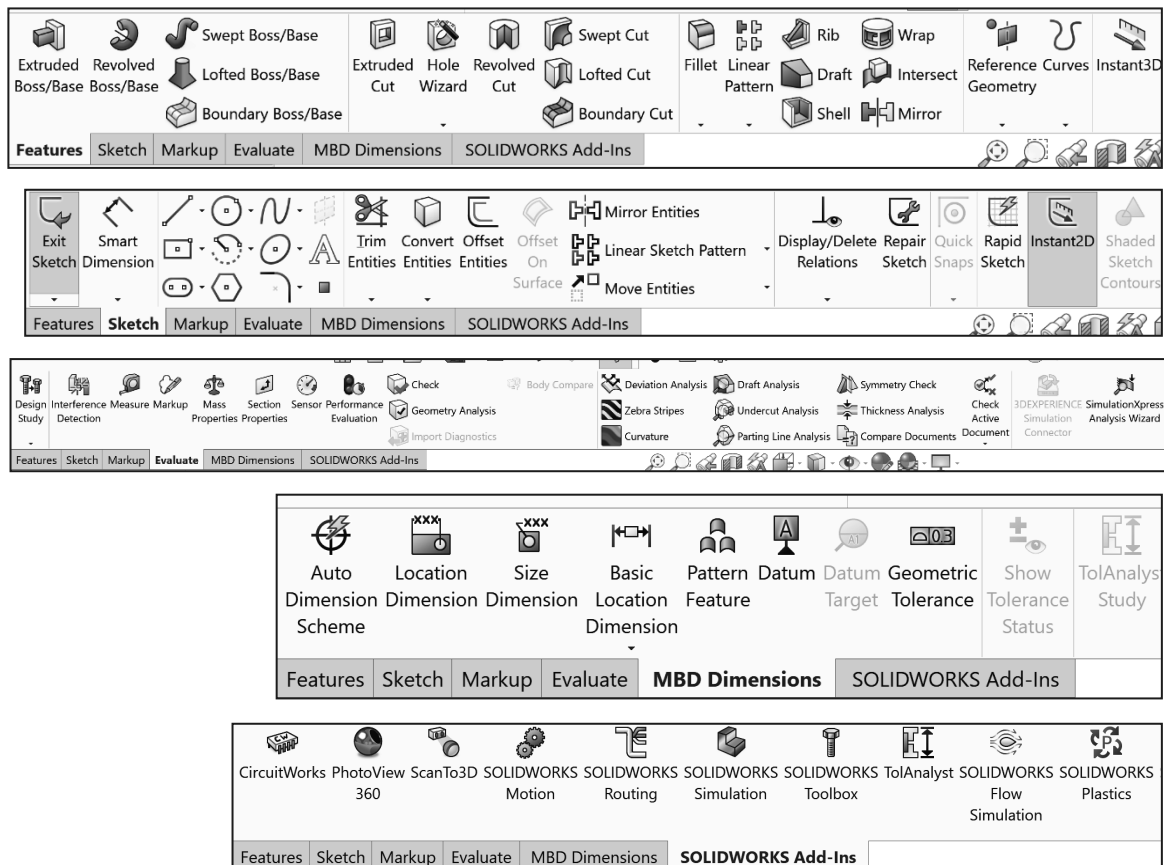 Extruded Boss/Base
Revolved Boss/Base
Swept Boss/Base
Lofted Boss/Base
Boundary Boss/Base
Extruded Cut
Hole Wizard
Revolved Cut
Swept Cut
Lofted Cut
Boundary Cut
Fillet
Linear Pattern
Rib
Draft
Shell
Wrap
Intersect
Mirror
Reference Geometry
Curves
Instant3D
Features Sketch Markup Evaluate MBD Dimensions SOLIDWORKS Add-Ins
Exit Sketch
Smart Dimension
A
Trim Entities
Convert Entities
Offset Entities
Offset On Surface
Mirror Entities
Linear Sketch Pattern
Move Entities
Display/Delete Relations
Repair Sketch
Quick Snaps
Rapid Sketch
Instant2D
Shaded Sketch Contours
Features Sketch Markup Evaluate MBD Dimensions SOLIDWORKS Add-Ins
Design Study
Interference Detection
Measure
Markup
Mass Properties
Section Properties
Sensor
Performance Evaluation
Check
Geometry Analysis
Import Diagnostics
Body Compare
Deviation Analysis
Zebra Stripes
Curvature
Draft Analysis
Undercut Analysis
Parting Line Analysis
Symmetry Check
Thickness Analysis
Compare Documents
Check Active Document
3DEXPERIENCE Simulation Connector
SimulationXpress Analysis Wizard
Features Sketch Markup Evaluate MBD Dimensions SOLIDWORKS Add-Ins
Auto Dimension Scheme
XXX
Location Dimension
XXX
Size Dimension
Basic Location Dimension
Pattern Feature
A
Datum
A1
Datum Target
0.3
Geometric Tolerance
Show Tolerance Status
TolAnalys
Study
Features Sketch Markup Evaluate MBD Dimensions SOLIDWORKS Add-Ins
CW
CircuitWorks
PhotoView 360
ScanTo3D
SOLIDWORKS Motion
SOLIDWORKS Routing
SOLIDWORKS Simulation
SOLIDWORKS Toolbox
TolAnalyst
SOLIDWORKS Flow Simulation
P
SOLIDWORKS Plastics
Features Sketch Markup Evaluate MBD Dimensions SOLIDWORKS Add-Ins